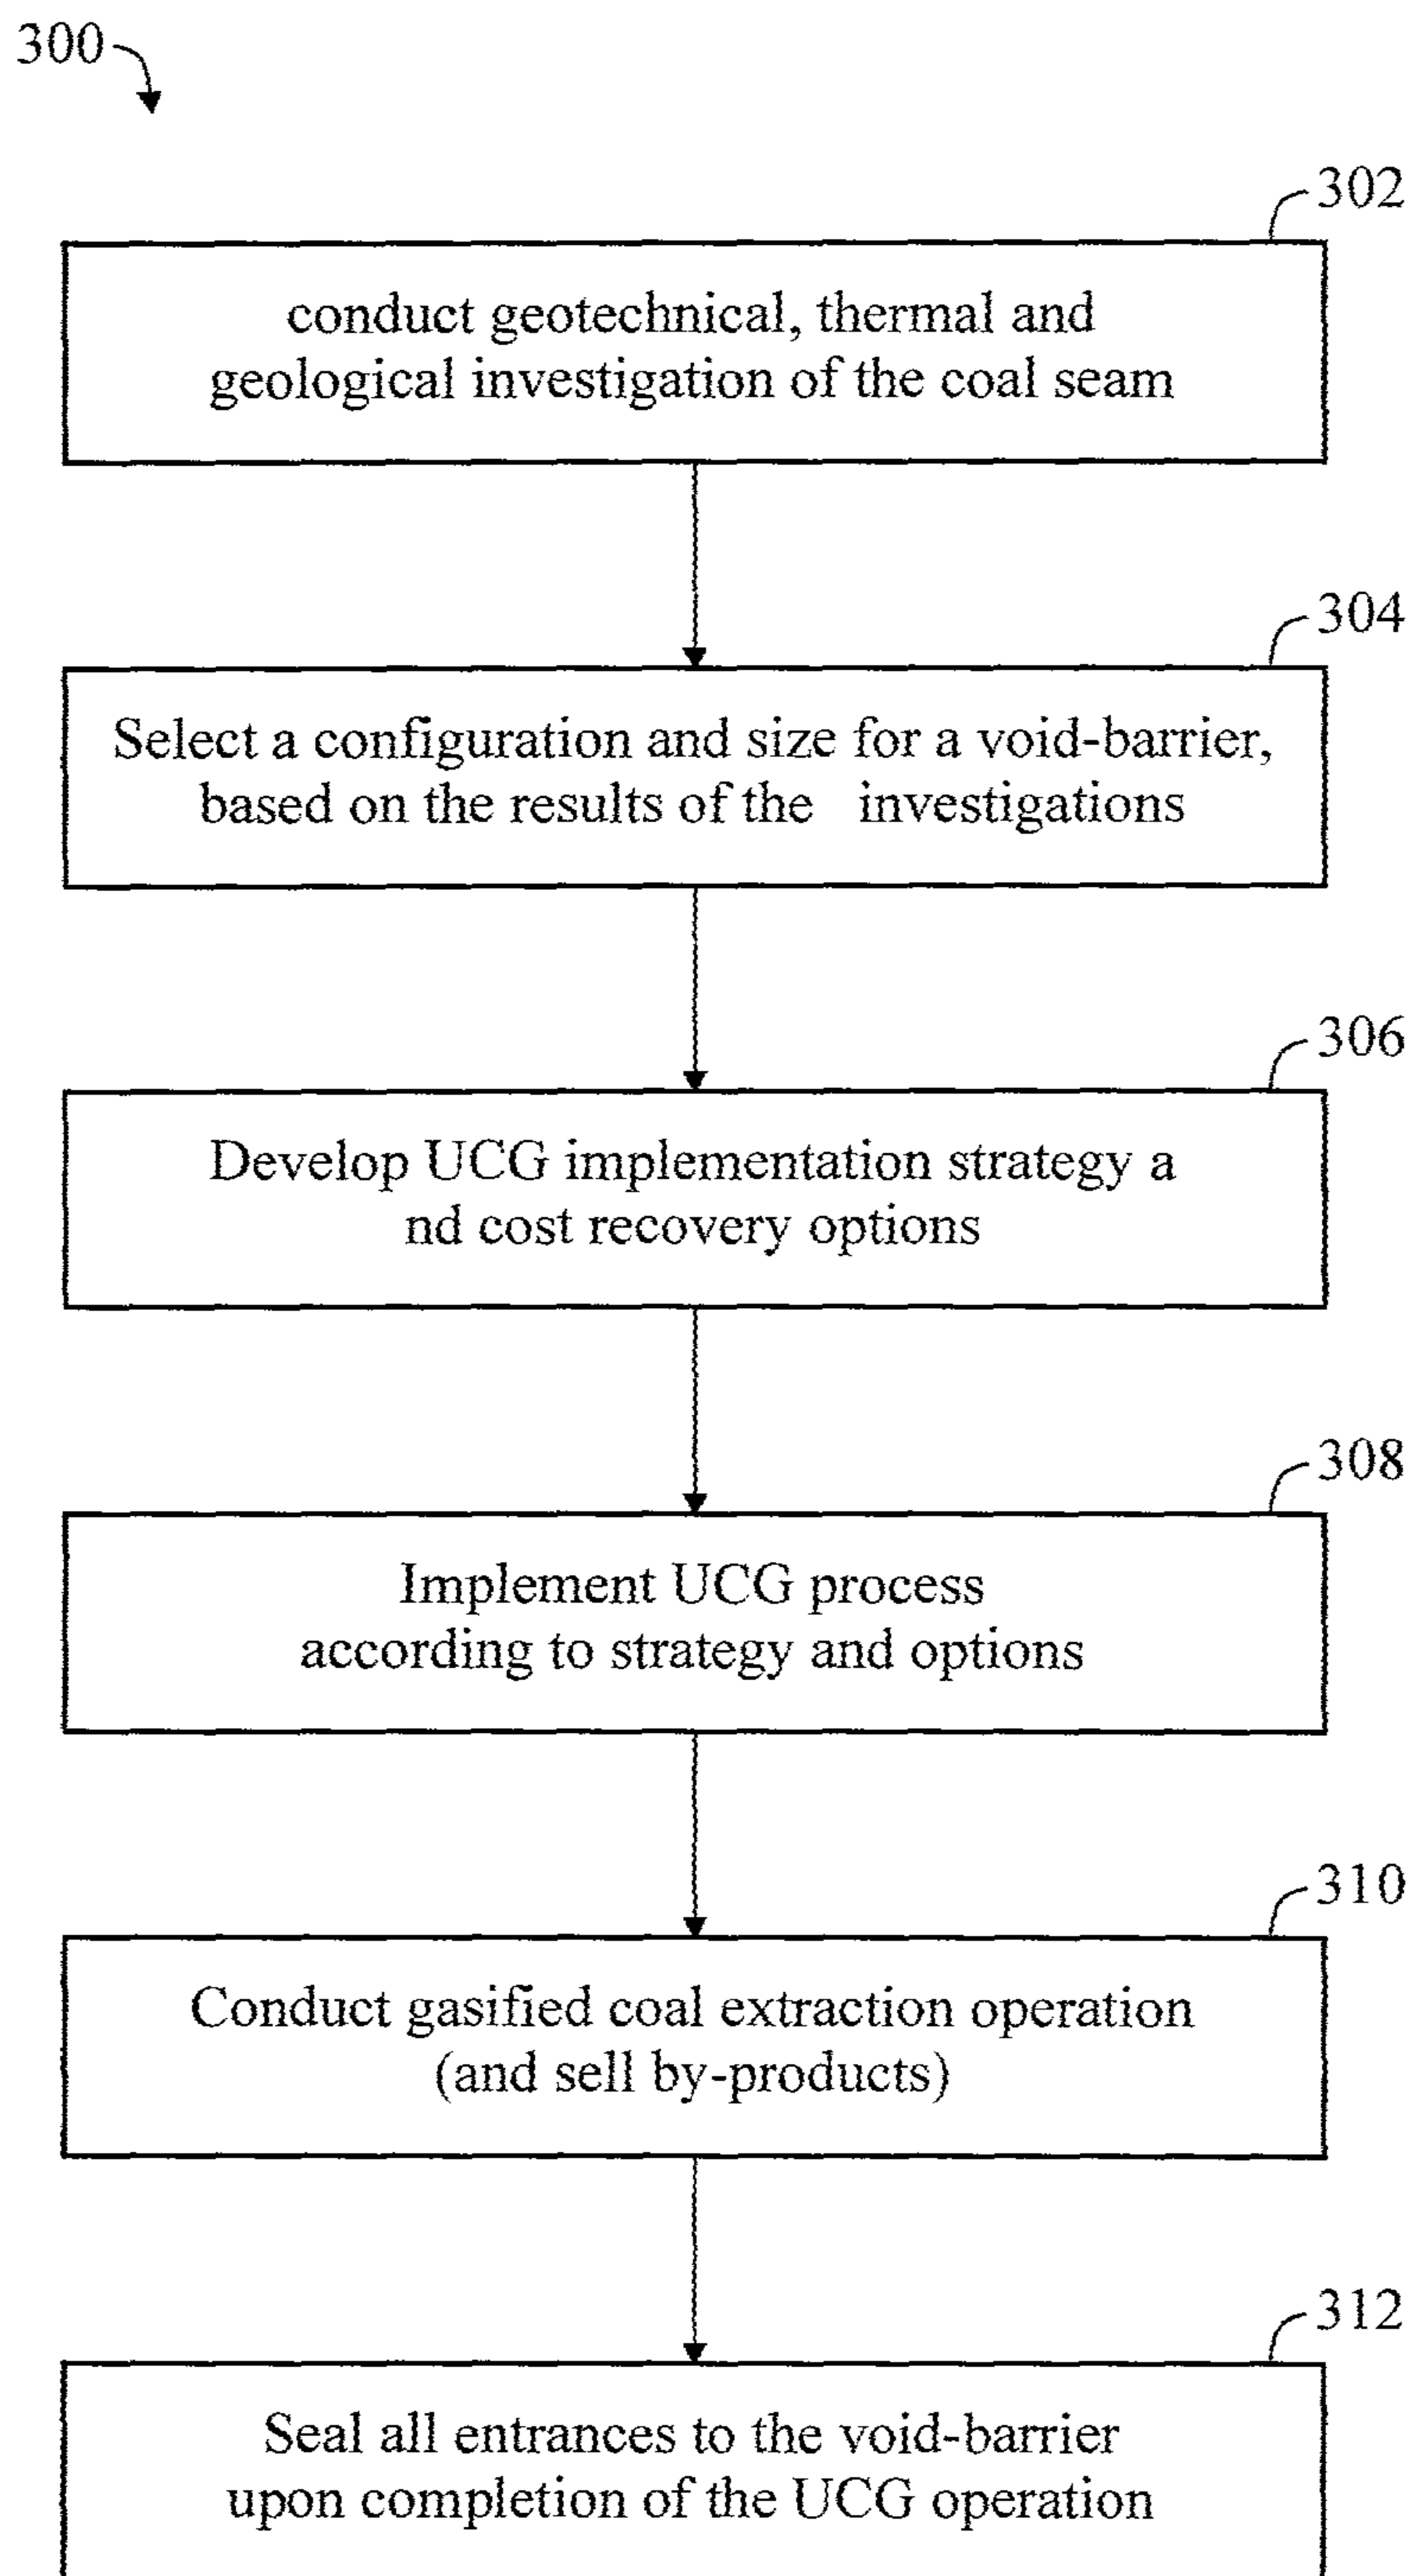 300
302
conduct geotechnical, thermal and
geological investigation of the coal seam
304
Select a configuration and size for a void-barrier,
based on the results of the   investigations
306
Develop UCG implementation strategy a
nd cost recovery options
308
Implement UCG process
according to strategy and options
310
Conduct gasified coal extraction operation
(and sell by-products)
312
Seal all entrances to the void-barrier
upon completion of the UCG operation